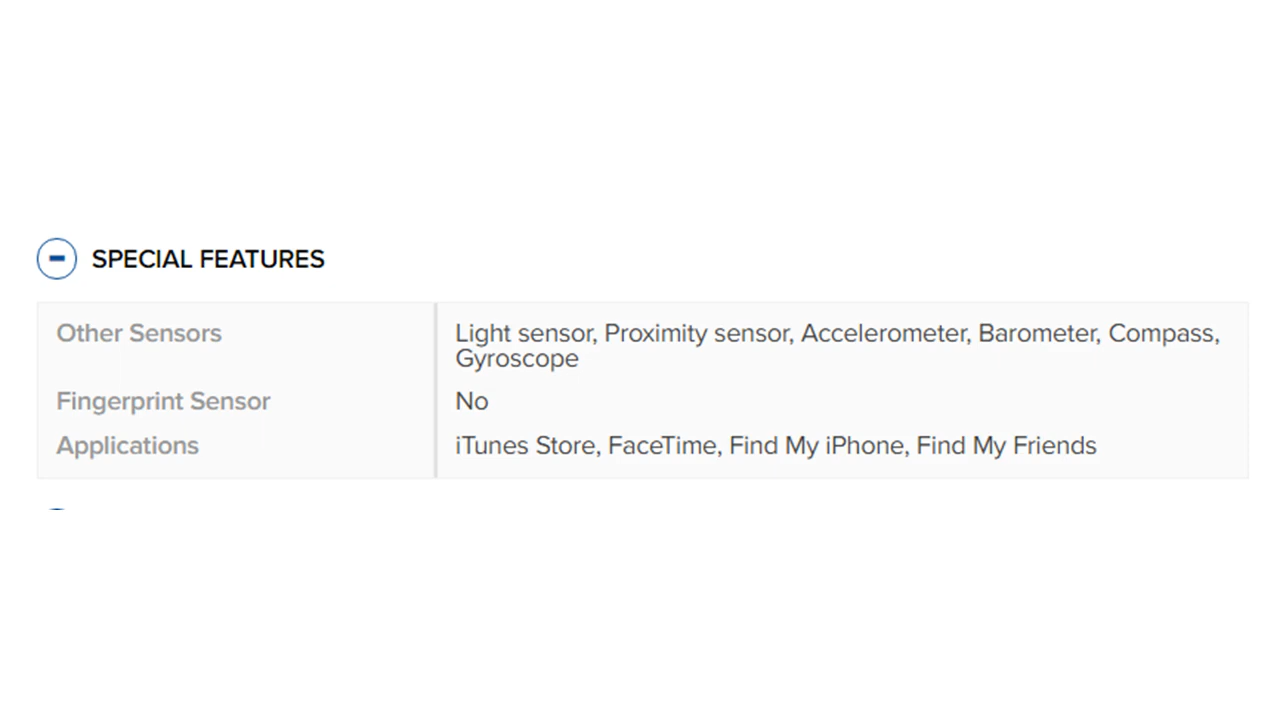 SPECIAL FEATURES
Other Sensors
Light sensor, Proximity sensor, Accelerometer, Barometer, Compass,
Gyroscope
Fingerprint Sensor
No
Applications
iTunes Store, FaceTime, Find My iPhone, Find My Friends